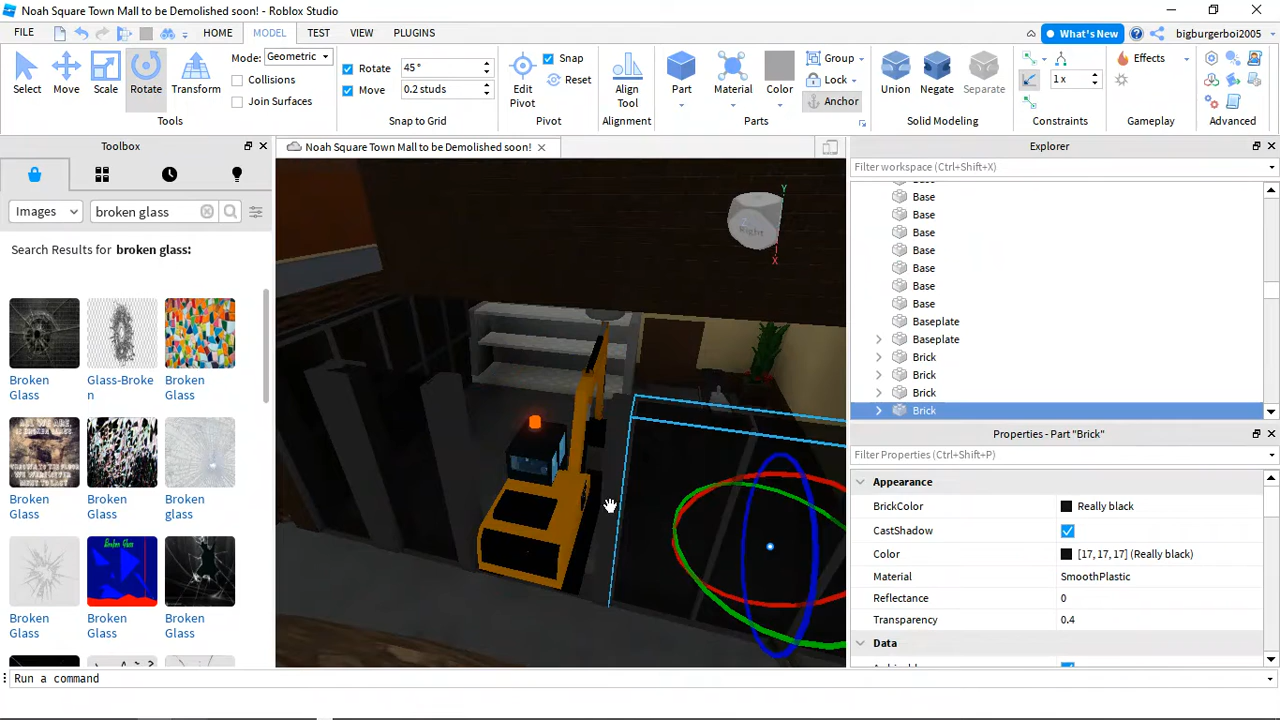 Noah Square Town Mall to be Demolished soon! - Roblox Studio
FILE HOME MODEL TEST VIEW PLUGINS What's New bigburgerboi2005
Select Move Scale Rotate Transform
Mode: Geometric
Collisions
Join Surfaces
Tools
Rotate 45°
Move 0.2 studs
Snap to Grid
Edit Pivot
Snap
Reset
Pivot
Align Tool
Alignment
Part Material Color
Group
Lock
Anchor
Parts
Union Negate Separate
Solid Modeling
1 x
Constraints
Effects
Gameplay
Advanced
Toolbox
Images broken glass
Search Results for broken glass:
Broken Glass
Glass-Broken
Broken Glass
Broken Glass
Broken Glass
Broken glass
Broken Glass
Broken Glass
Broken Glass
Noah Square Town Mall to be Demolished soon!
Y
Right
X
Explorer
Filter workspace (Ctrl+Shift+X)
Base
Base
Base
Base
Base
Base
Base
Baseplate
Baseplate
Brick
Brick
Brick
Brick
Properties - Part "Brick"
Filter Properties (Ctrl+Shift+P)
Appearance
BrickColor Really black
CastShadow
Color [17, 17, 17] (Really black)
Material SmoothPlastic
Reflectance 0
Transparency 0.4
Data
Run a command